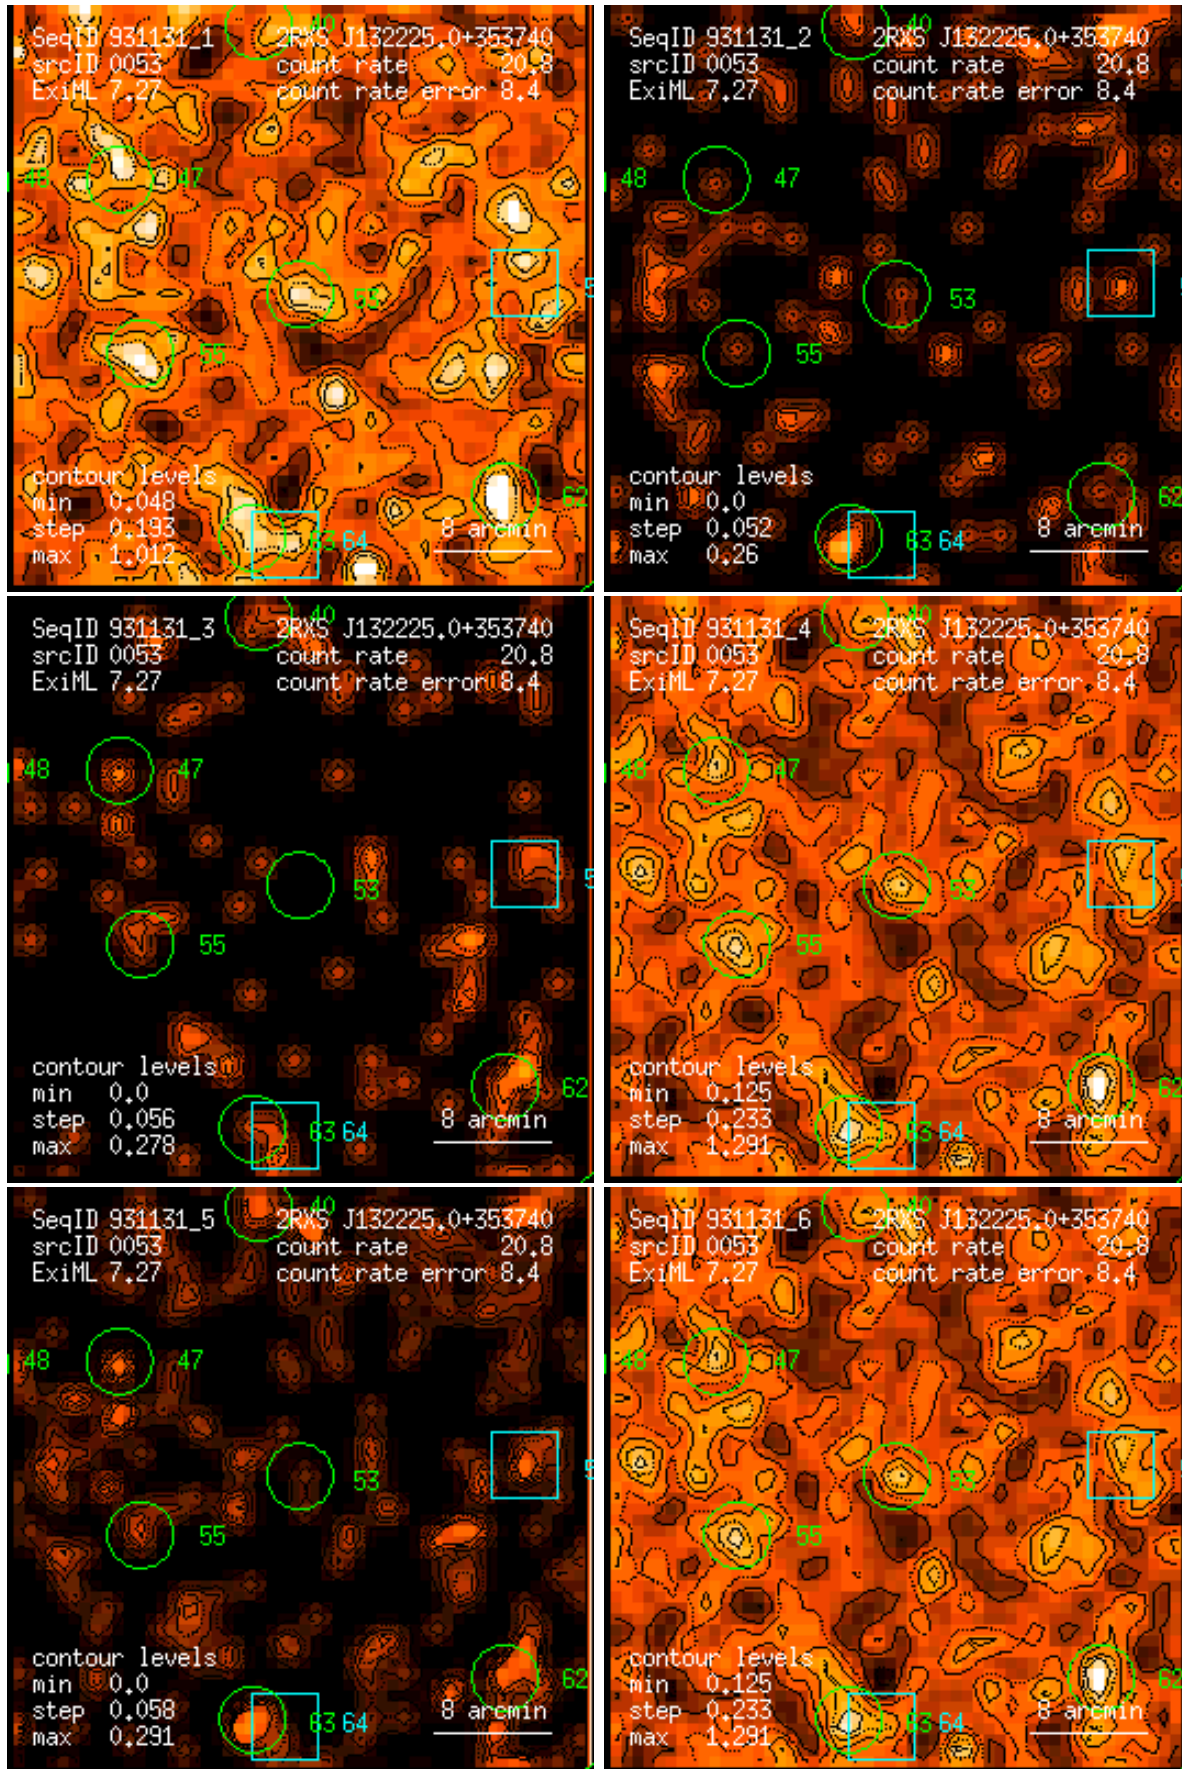 40
SeqID 931131_1 2RXS J132225.0+353740
srcID 0053 count rate 20.8
ExiML 7.27 count rate error 8.4
48 47
53
55
contour levels
min 0.048
step 0.193
max 1.012
62
63 64
8 arcmin
40
SeqID 931131_2 2RXS J132225.0+353740
srcID 0053 count rate 20.8
ExiML 7.27 count rate error 8.4
48 47
53
55
contour levels
min 0.0
step 0.052
max 0.26
62
63 64
8 arcmin
40
SeqID 931131_3 2RXS J132225.0+353740
srcID 0053 count rate 20.8
ExiML 7.27 count rate error 8.4
48 47
53
55
contour levels
min 0.0
step 0.056
max 0.278
62
63 64
8 arcmin
40
SeqID 931131_4 2RXS J132225.0+353740
srcID 0053 count rate 20.8
ExiML 7.27 count rate error 8.4
48 47
53
55
contour levels
min 0.125
step 0.233
max 1.291
62
63 64
8 arcmin
40
SeqID 931131_5 2RXS J132225.0+353740
srcID 0053 count rate 20.8
ExiML 7.27 count rate error 8.4
48 47
53
55
contour levels
min 0.0
step 0.058
max 0.291
62
63 64
8 arcmin
40
SeqID 931131_6 2RXS J132225.0+353740
srcID 0053 count rate 20.8
ExiML 7.27 count rate error 8.4
48 47
53
55
contour levels
min 0.125
step 0.233
max 1.291
62
63 64
8 arcmin